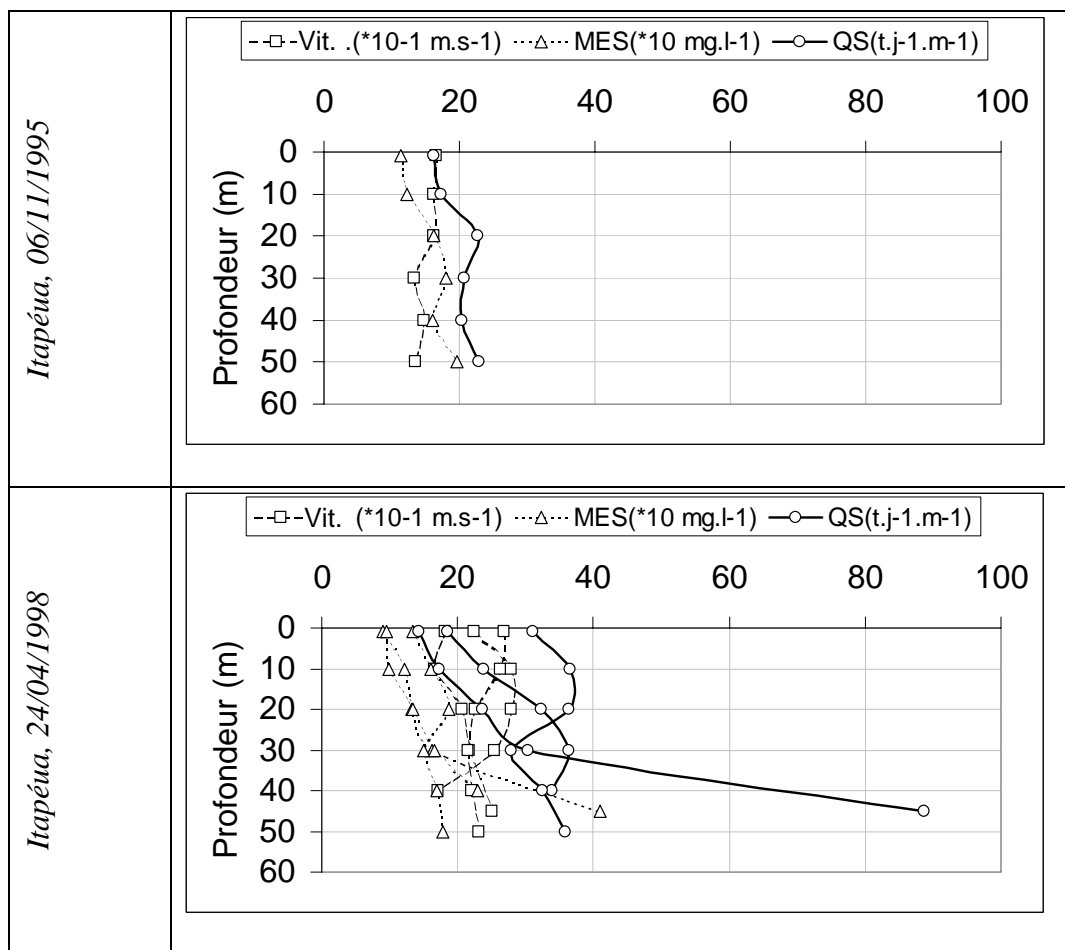 Itapéua, 06/11/1995
Vit. .(*10-1 m.s-1) MES(*10 mg.l-1) QS(t.j-1.m-1)
0 20 40 60 80 100
Profondeur (m)
0
10
20
30
40
50
60
Itapéua, 24/04/1998
Vit. (*10-1 m.s-1) MES(*10 mg.l-1) QS(t.j-1.m-1)
0 20 40 60 80 100
Profondeur (m)
0
10
20
30
40
50
60